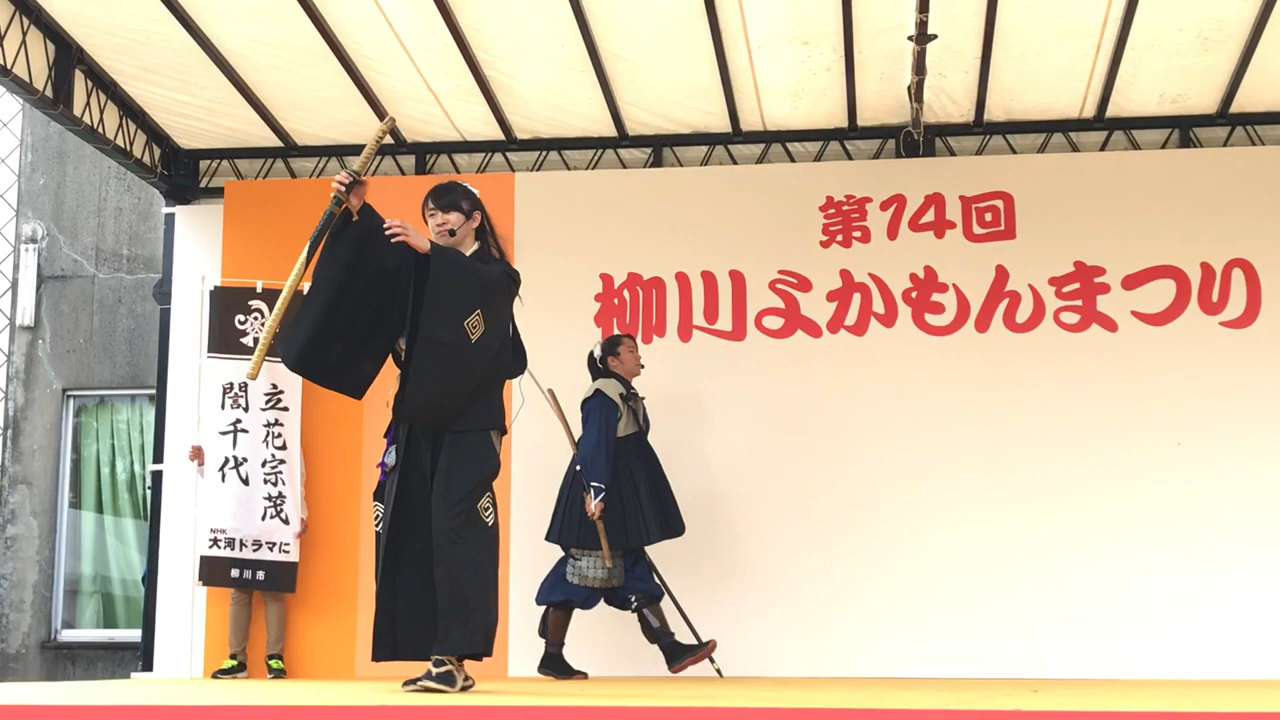 第14回
柳川よかもんまつり
立花宗茂
誾千代
NHK
大河ドラマに
柳川市